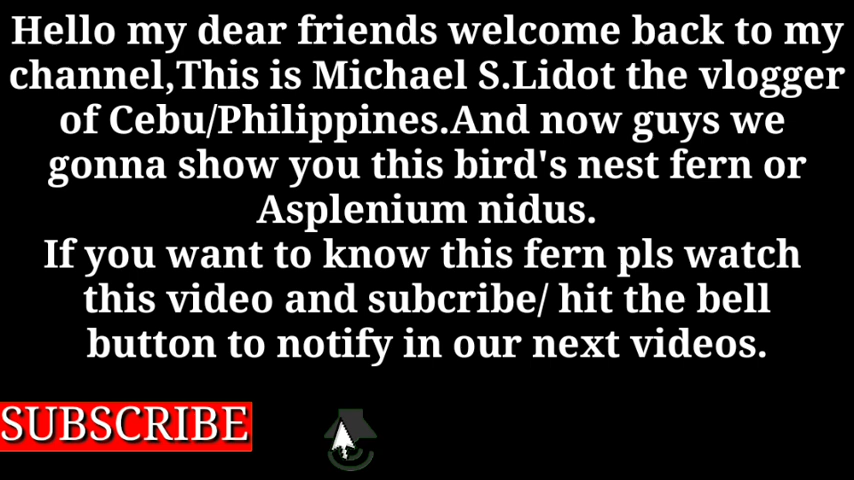 Hello my dear friends welcome back to my
channel,This is Michael S.Lidot the vlogger
of Cebu/Philippines.And now guys we
gonna show you this bird's nest fern or
Asplenium nidus.
If you want to know this fern pls watch
this video and subcribe/ hit the bell
button to notify in our next videos.
SUBSCRIBE